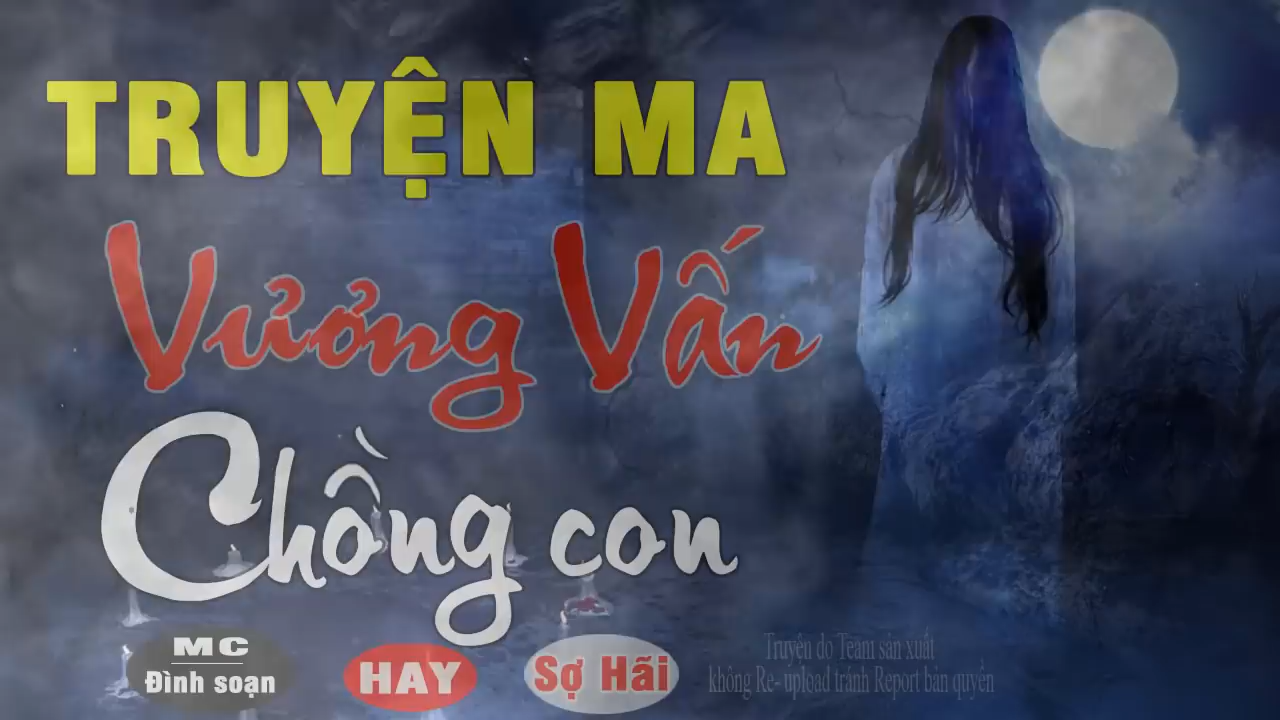 TRUYỆN MA
Vưởng Vấn
Chồng con
MC
Đình soạn
HAY
Sợ Hãi
Truyện do Team sản xuất
không Re- upload tránh Report bản quyền